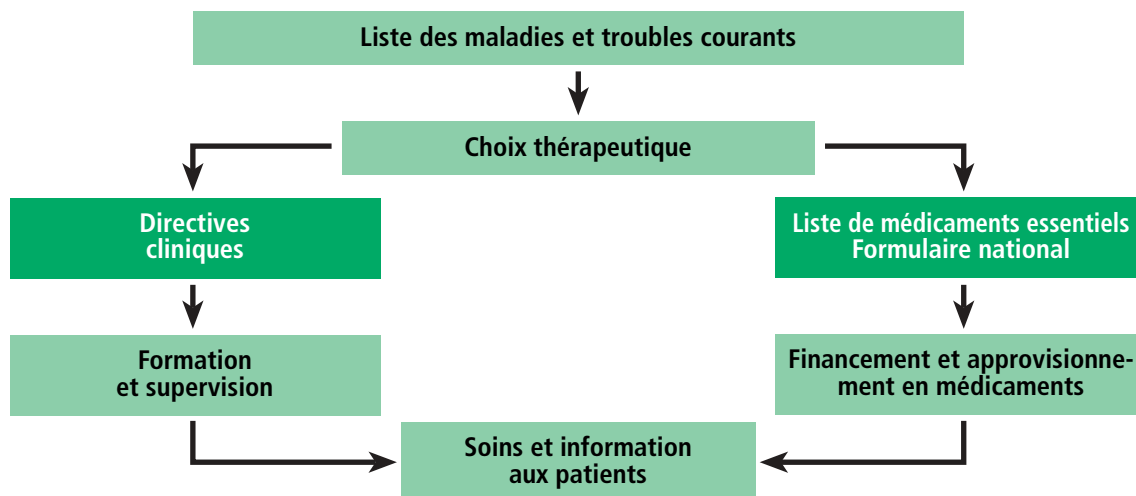 Liste des maladies et troubles courants
Choix thérapeutique
Directives
cliniques
Liste de médicaments essentiels
Formulaire national
Formation
et supervision
Financement et approvisionne-
ment en médicaments
Soins et information
aux patients